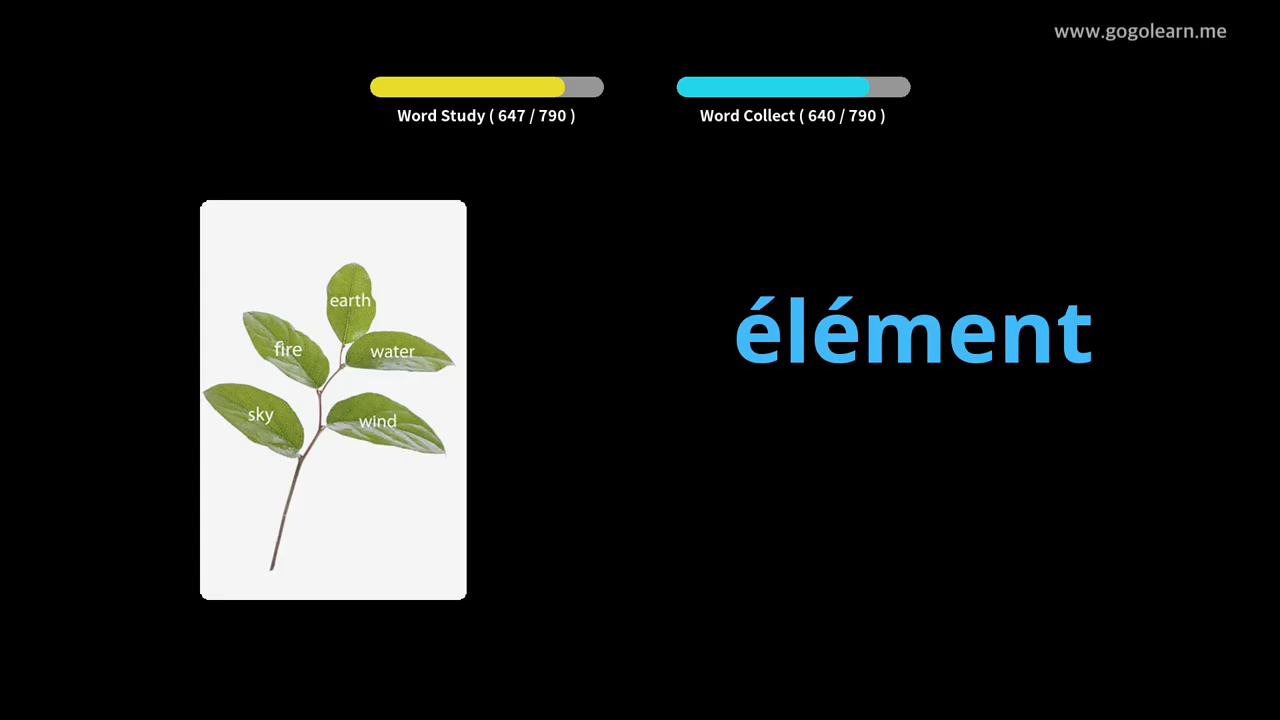 www.gogolearn.me
Word Study ( 647 / 790 )
Word Collect ( 640 / 790 )
earth
fire
water
sky
wind
élément